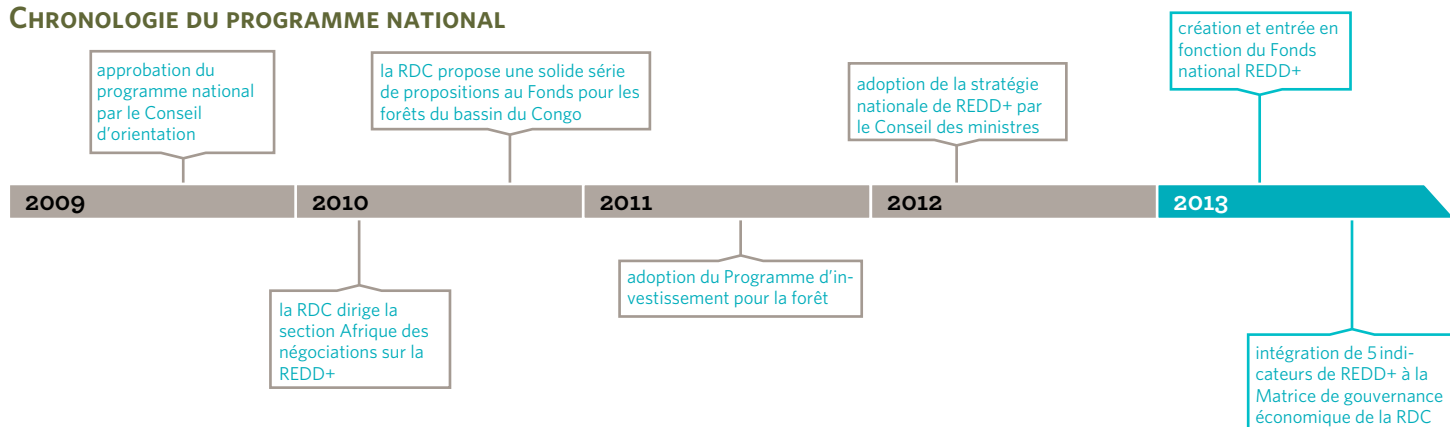 CHRONOLOGIE DU PROGRAMME NATIONAL
approbation du
programme national
par le Conseil
d'orientation
la RDC propose une solide série
de propositions au Fonds pour les
forêts du bassin du Congo
adoption de la stratégie
nationale de REDD+ par
le Conseil des ministres
création et entrée en
fonction du Fonds
national REDD+
2009
2010
2011
2012
2013
la RDC dirige la
section Afrique des
négociations sur la
REDD+
adoption du Programme d'in-
vestissement pour la forêt
intégration de 5 indi-
cateurs de REDD+ à la
Matrice de gouvernance
économique de la RDC